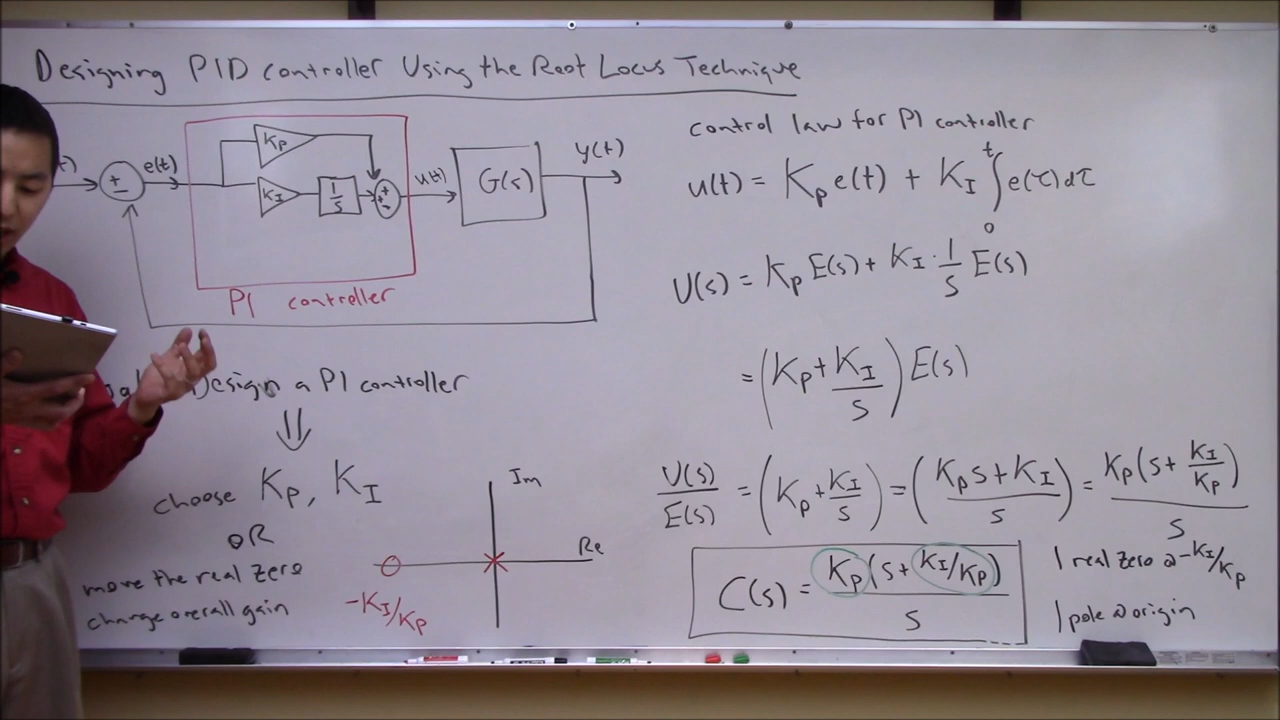 Designing PID controller Using the Root Locus Technique
e(t)
KP
KI
1/s
u(t)
G(s)
y(t)
PI controller
Design a PI controller
⇓
choose KP, KI
OR
move the real zero
change overall gain
Im
Re
-KI/KP
control law for PI controller
u(t) = KP e(t) + KI ∫₀ᵗ e(τ)dτ
U(s) = KP E(s) + KI · 1/s E(s)
= (KP + KI/s) E(s)
U(s)/E(s) = (KP + KI/s) = (KP s + KI / s) = KP(s + KI/KP) / s
C(s) = KP(s + KI/KP) / s
1 real zero @ -KI/KP
1 pole @ origin